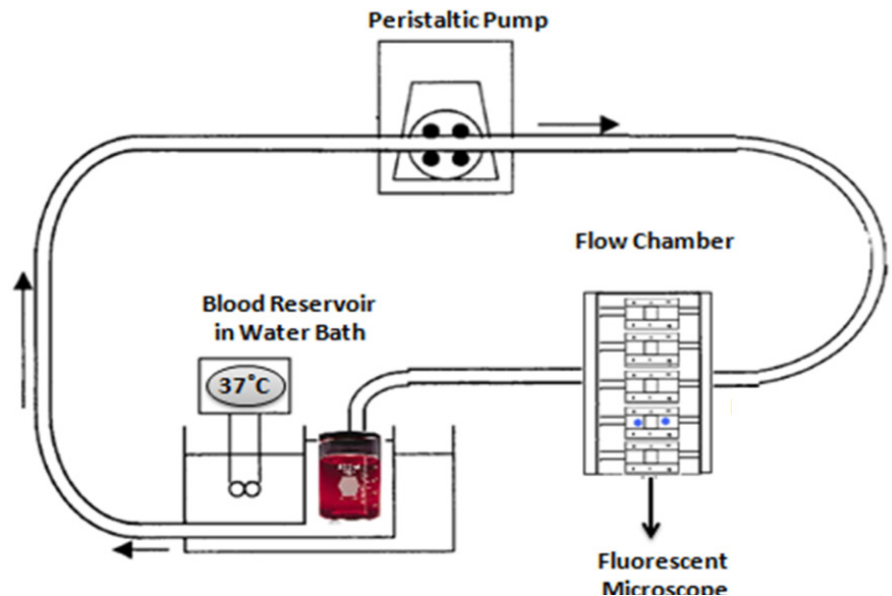 Peristaltic Pump
Flow Chamber
Blood Reservoir
in Water Bath
37°C
Fluorescent
Microscope